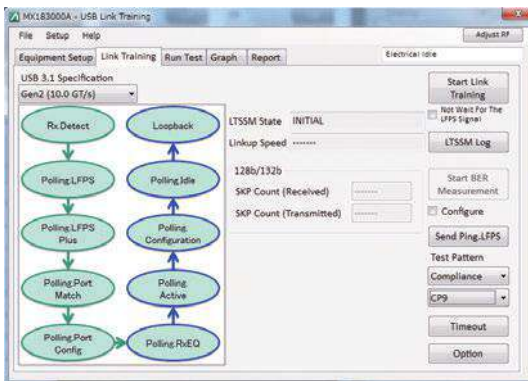 MX183000A - USB Link Training
File Setup Help
Adjust RF
Equipment Setup Link Training Run Test Graph Report
Electrical Idle
USB 3.1 Specification
Gen2 (10.0 GT/s)
Start Link
Training
Not Wait For The
LFPS Signal
LTSSM Log
Rx.Detect
Loopback
LTSSM State INITIAL
Linkup Speed -------
Polling.LFPS
Polling.Idle
128b/132b
SKP Count (Received) -------
SKP Count (Transmitted) -------
Start BER
Measurement
Configure
Send Ping.LFPS
Polling.LFPS
Plus
Polling.
Configuration
Test Pattern
Compliance
CP9
Polling.Port
Match
Polling.
Active
Timeout
Polling.Port
Config
Polling.RxEQ
Option